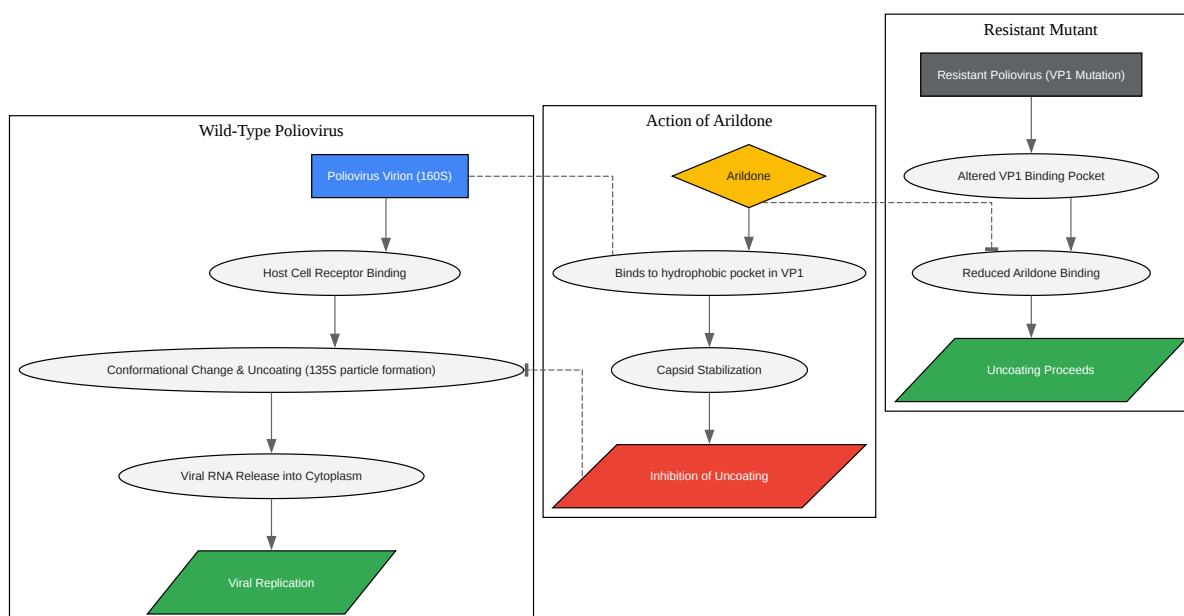 Wild-Type Poliovirus
Poliovirus Virion (160S)
Host Cell Receptor Binding
Conformational Change & Uncoating (135S particle formation)
Viral RNA Release into Cytoplasm
Viral Replication
Action of Arildone
Arildone
Binds to hydrophobic pocket in VP1
Capsid Stabilization
Inhibition of Uncoating
Resistant Mutant
Resistant Poliovirus (VP1 Mutation)
Altered VP1 Binding Pocket
Reduced Arildone Binding
Uncoating Proceeds